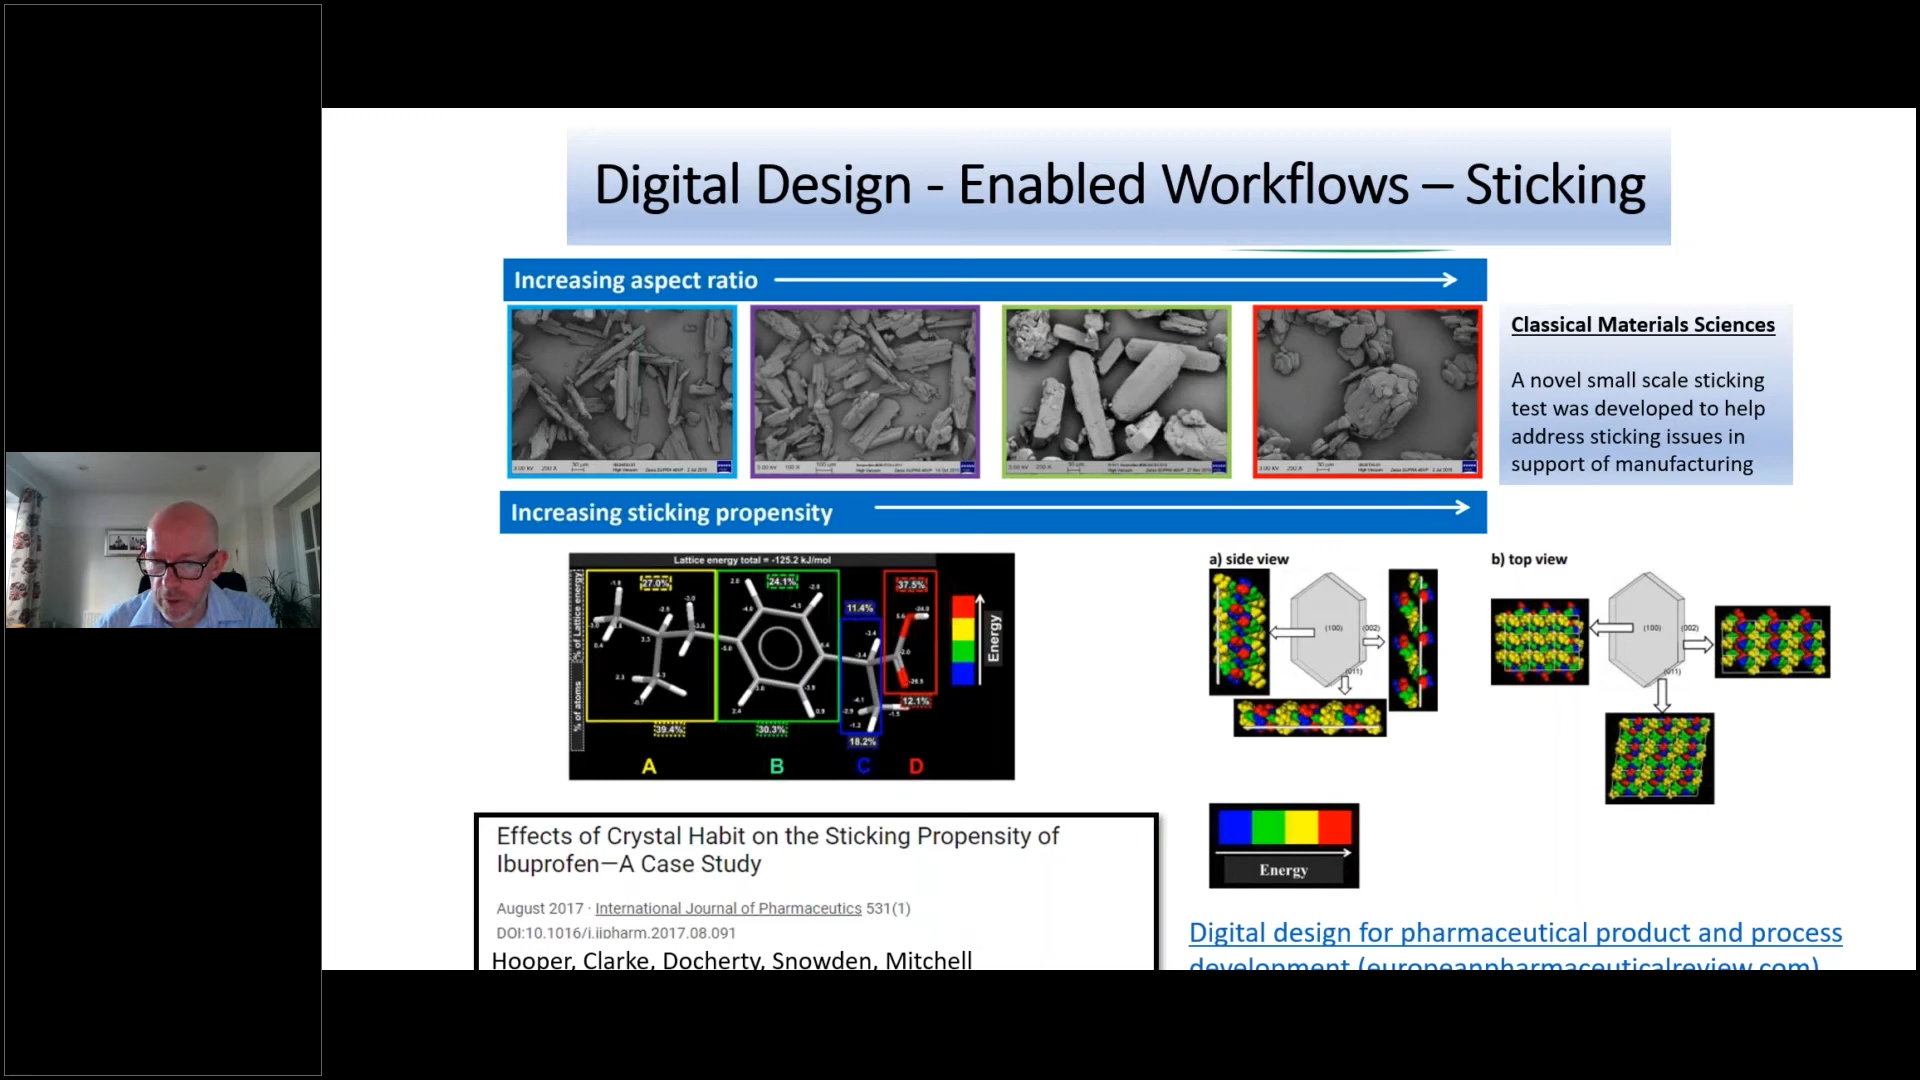 Digital Design - Enabled Workflows – Sticking
Increasing aspect ratio
Classical Materials Sciences
A novel small scale sticking
test was developed to help
address sticking issues in
support of manufacturing
Increasing sticking propensity
Lattice energy total = -125.2 kJ/mol
% of Lattice energy
% of atoms
27.0%
24.1%
11.4%
37.5%
39.4%
30.3%
18.2%
12.1%
A B C D
Energy
a) side view
(100)
(002)
(011)
b) top view
(100)
(002)
(011)
Energy
Effects of Crystal Habit on the Sticking Propensity of
Ibuprofen—A Case Study
August 2017 · International Journal of Pharmaceutics 531(1)
DOI:10.1016/j.ijpharm.2017.08.091
Hooper, Clarke, Docherty, Snowden, Mitchell
Digital design for pharmaceutical product and process
development (europeanpharmaceuticalreview.com)